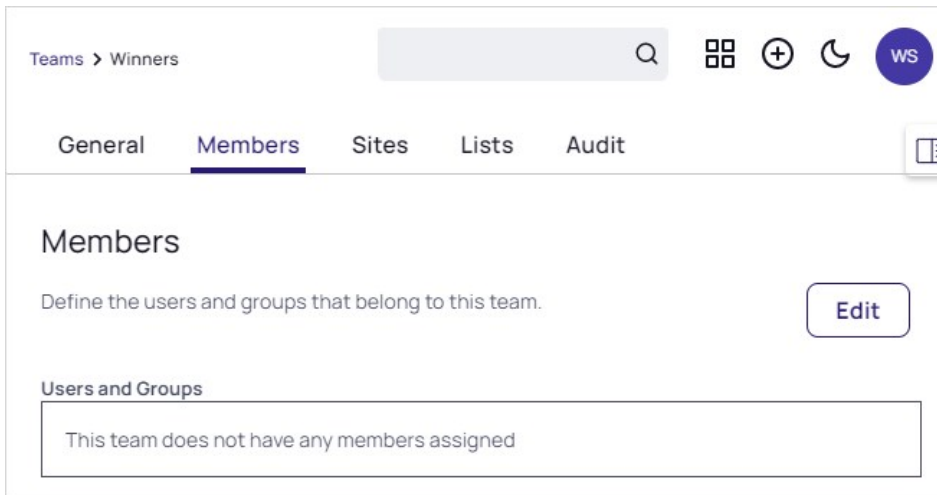 Teams > Winners
WS
General Members Sites Lists Audit
Members
Define the users and groups that belong to this team.
Edit
Users and Groups
This team does not have any members assigned